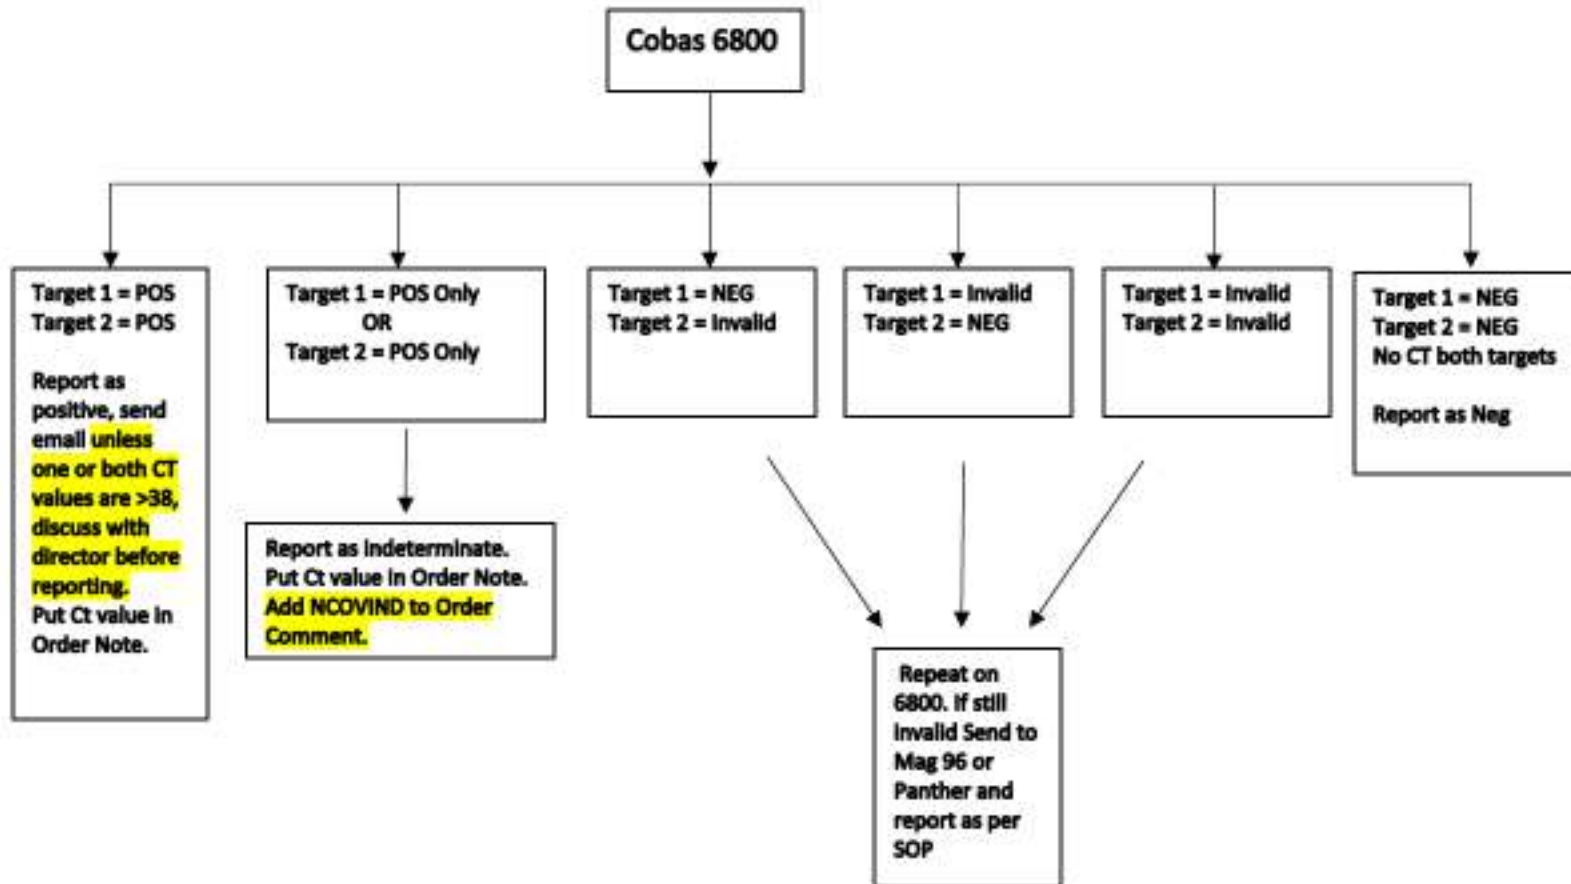 Cobas 6800
Target 1 = POS
Target 2 = POS
Report as
positive, send
email unless
one or both CT
values are >38,
discuss with
director before
reporting.
Put Ct value in
Order Note.
Target 1 = POS Only
OR
Target 2 = POS Only
Report as indeterminate.
Put Ct value in Order Note.
Add NCOVIND to Order
Comment.
Target 1 = NEG
Target 2 = Invalid
Target 1 = Invalid
Target 2 = NEG
Target 1 = Invalid
Target 2 = Invalid
Repeat on
6800. If still
invalid Send to
Mag 96 or
Panther and
report as per
SOP
Target 1 = NEG
Target 2 = NEG
No CT both targets
Report as Neg